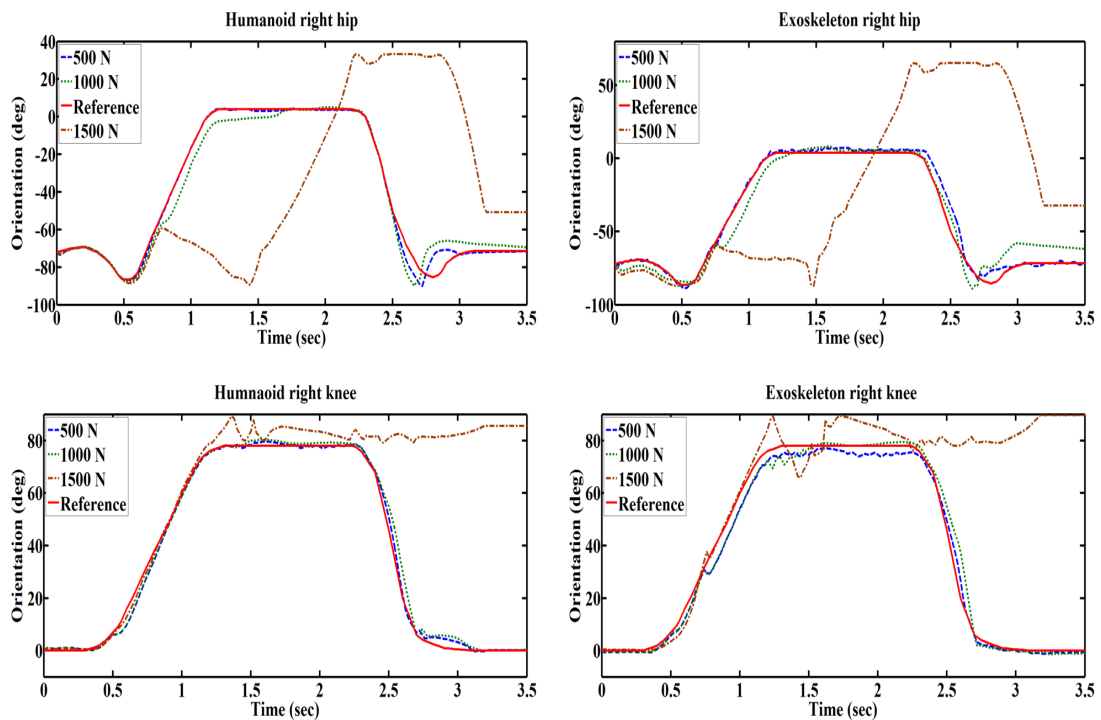 Humanoid right hip
Orientation (deg)
40
20
0
-20
-40
-60
-80
-100
500 N
1000 N
Reference
1500 N
0 0.5 1 1.5 2 2.5 3 3.5
Time (sec)
Exoskeleton right hip
Orientation (deg)
50
0
-50
-100
500 N
1000 N
Reference
1500 N
0 0.5 1 1.5 2 2.5 3 3.5
Time (sec)
Humnaoid right knee
Orientation (deg)
80
60
40
20
0
500 N
1000 N
1500 N
Reference
0 0.5 1 1.5 2 2.5 3 3.5
Time (sec)
Exoskeleton right knee
Orientation (deg)
80
60
40
20
0
500 N
1000 N
1500 N
Reference
0 0.5 1 1.5 2 2.5 3 3.5
Time (sec)